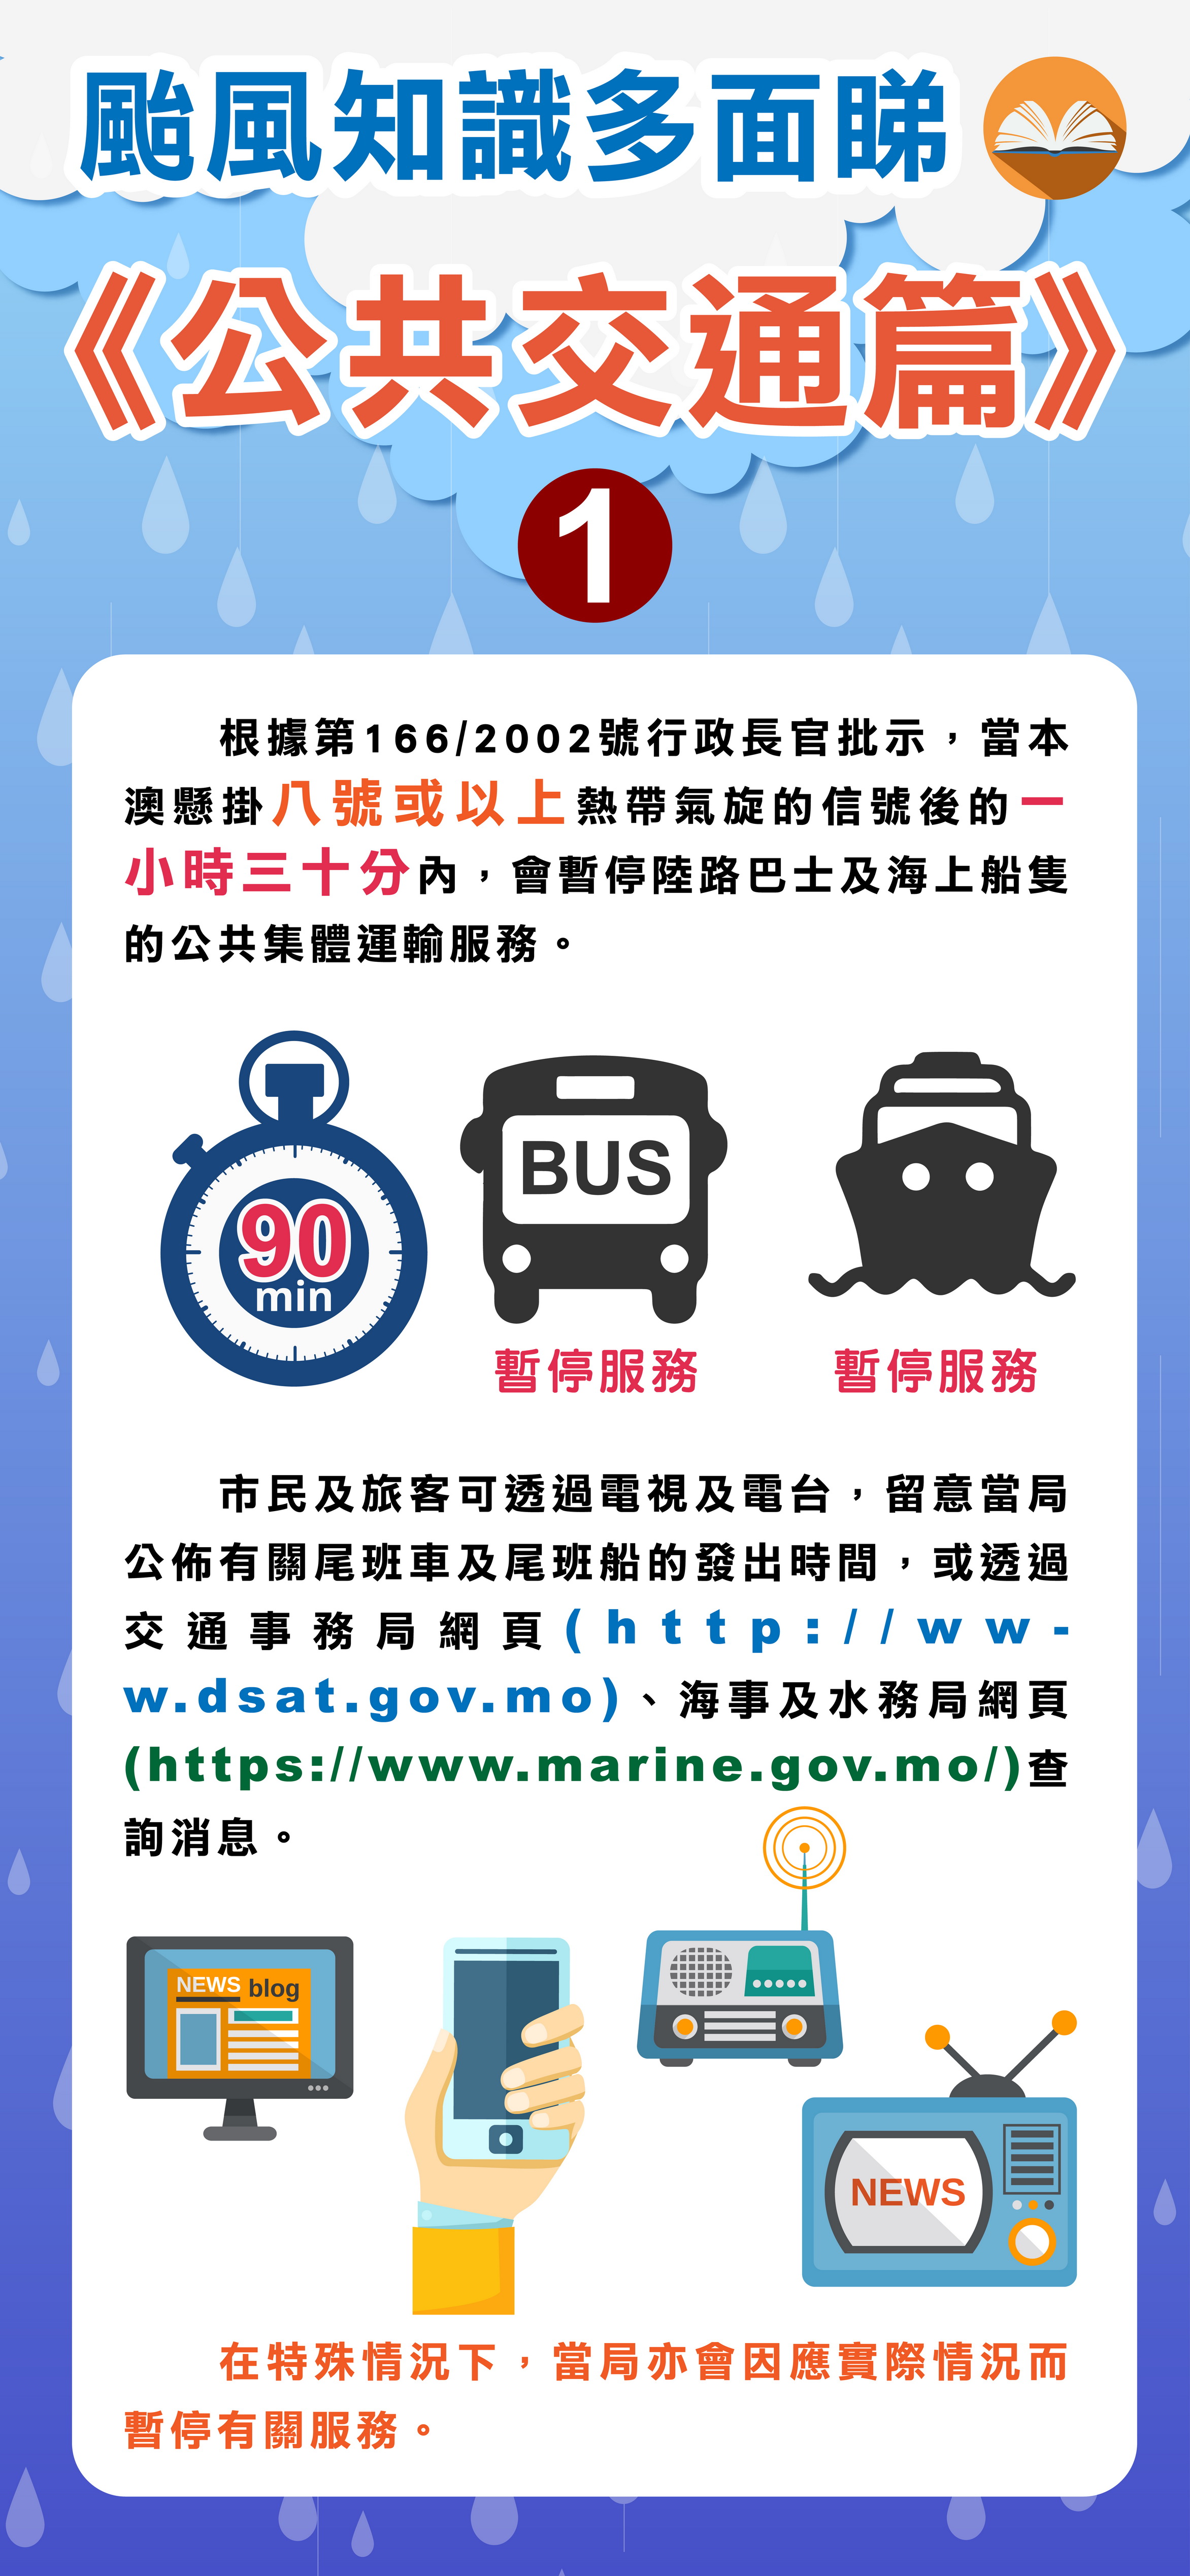 颱風知識多面睇
《公共交通篇》
1
根據第166/2002號行政長官批示，當本
澳懸掛八號或以上熱帶氣旋的信號後的一
小時三十分內，會暫停陸路巴士及海上船隻
的公共集體運輸服務。
90
min
BUS
暫停服務
暫停服務
市民及旅客可透過電視及電台，留意當局
公佈有關尾班車及尾班船的發出時間，或透過
交通事務局網頁(http://ww-
w.dsat.gov.mo)、海事及水務局網頁
(https://www.marine.gov.mo/)查
詢消息。
NEWS blog
NEWS
在特殊情況下，當局亦會因應實際情況而
暫停有關服務。